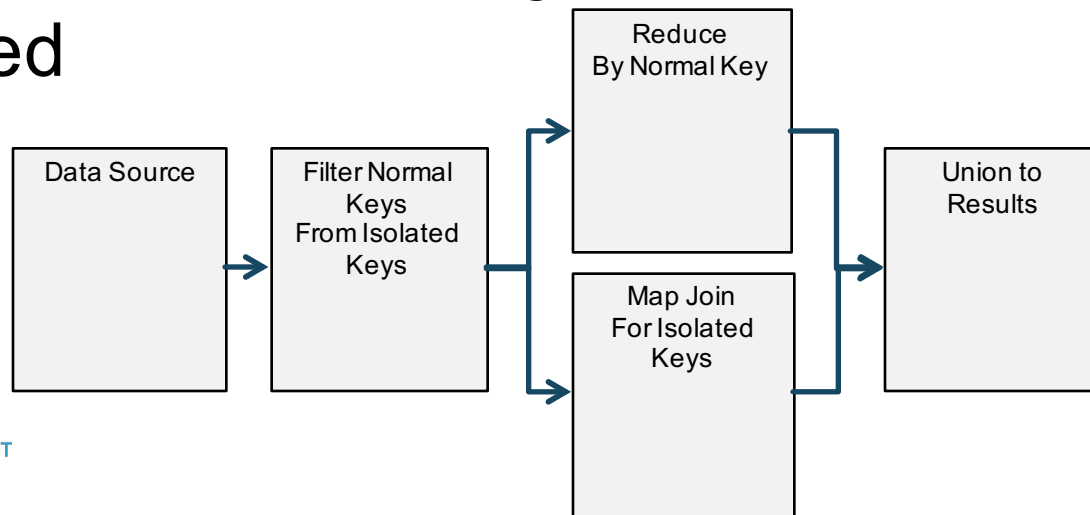 ed
Data Source
Filter Normal
Keys
From Isolated
Keys
Reduce
By Normal Key
Map Join
For Isolated
Keys
Union to
Results
T